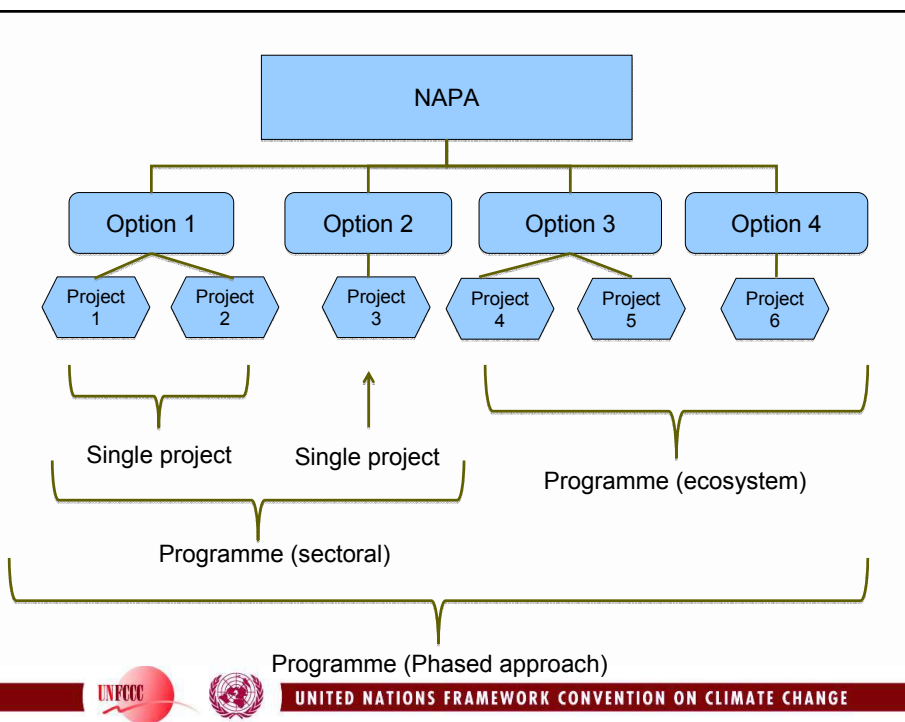 NAPA
Option 1
Option 2
Option 3
Option 4
Project
1
Project
2
Project
3
Project
4
Project
5
Project
6
Single project
Single project
Programme (ecosystem)
Programme (sectoral)
Programme (Phased approach)
UNFCCC
UNITED NATIONS FRAMEWORK CONVENTION ON CLIMATE CHANGE